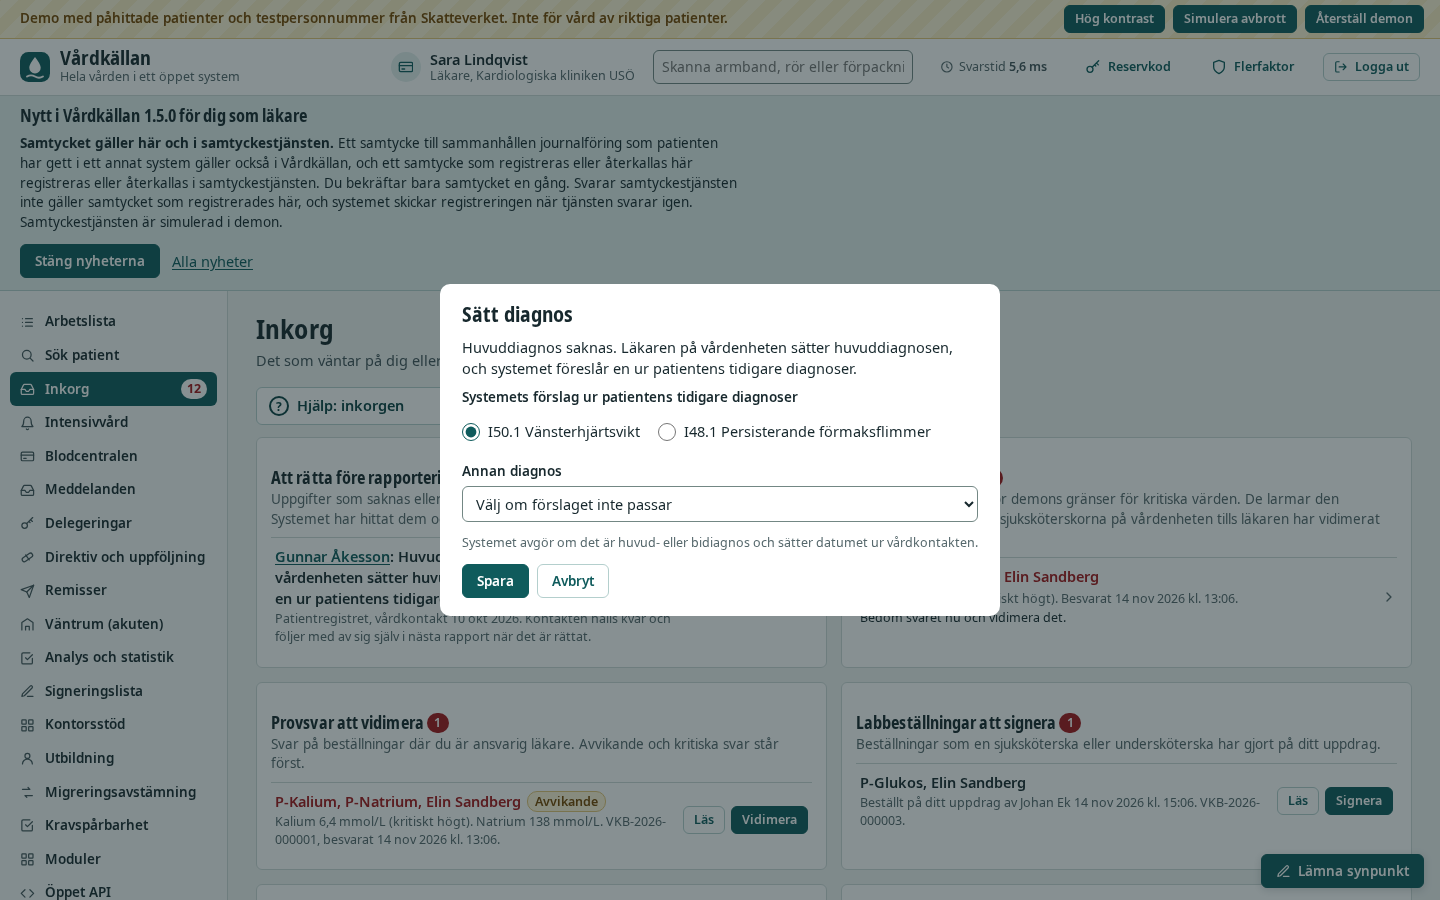 Demo med påhittade patienter och testpersonnummer från Skatteverket. Inte för vård av riktiga patienter.
Hög kontrast
Simulera avbrott
Återställ demon
Vårdkällan
Hela vården i ett öppet system
Sara Lindqvist
Läkare, Kardiologiska kliniken USÖ
Skanna armband, rör eller förpackni
Svarstid 5,6 ms
Reservkod
Flerfaktor
Logga ut
Nytt i Vårdkällan 1.5.0 för dig som läkare
Samtycket gäller här och i samtyckestjänsten. Ett samtycke till sammanhållen journalföring som patienten
har gett i ett annat system gäller också i Vårdkällan, och ett samtycke som registreras eller återkallas här
registreras eller återkallas i samtyckestjänsten. Du bekräftar bara samtycket en gång. Svarar samtyckestjänsten
inte gäller samtycket som registrerades här, och systemet skickar registreringen när tjänsten svarar igen.
Samtyckestjänsten är simulerad i demon.
Stäng nyheterna
Alla nyheter
Arbetslista
Sök patient
Inkorg
12
Intensivvård
Blodcentralen
Meddelanden
Delegeringar
Direktiv och uppföljning
Remisser
Väntrum (akuten)
Analys och statistik
Signeringslista
Kontorsstöd
Utbildning
Migreringsavstämning
Kravspårbarhet
Moduler
Öppet API
Inkorg
Det som väntar på dig eller
Hjälp: inkorgen
Att rätta före rapporteri
Uppgifter som saknas eller
Systemet har hittat dem o
Gunnar Åkesson: Huvud
vårdenheten sätter huvu
en ur patientens tidigar
Patientregistret, vårdkontakt 10 okt 2026. Kontakten hålls kvar och
följer med av sig själv i nästa rapport när det är rättat.
Sätt diagnos
Huvuddiagnos saknas. Läkaren på vårdenheten sätter huvuddiagnosen,
och systemet föreslår en ur patientens tidigare diagnoser.
Systemets förslag ur patientens tidigare diagnoser
I50.1 Vänsterhjärtsvikt
I48.1 Persisterande förmaksflimmer
Annan diagnos
Välj om förslaget inte passar
Systemet avgör om det är huvud- eller bidiagnos och sätter datumet ur vårdkontakten.
Spara
Avbryt
r demons gränser för kritiska värden. De larmar den
sjuksköterskorna på vårdenheten tills läkaren har vidimerat
Elin Sandberg
skt högt). Besvarat 14 nov 2026 kl. 13:06.
Bedöm svaret nu och vidimera det.
Provsvar att vidimera 1
Svar på beställningar där du är ansvarig läkare. Avvikande och kritiska svar står
först.
P-Kalium, P-Natrium, Elin Sandberg
Avvikande
Kalium 6,4 mmol/L (kritiskt högt). Natrium 138 mmol/L. VKB-2026-
000001, besvarat 14 nov 2026 kl. 13:06.
Läs
Vidimera
Labbeställningar att signera 1
Beställningar som en sjuksköterska eller undersköterska har gjort på ditt uppdrag.
P-Glukos, Elin Sandberg
Beställt på ditt uppdrag av Johan Ek 14 nov 2026 kl. 15:06. VKB-2026-
000003.
Läs
Signera
Lämna synpunkt